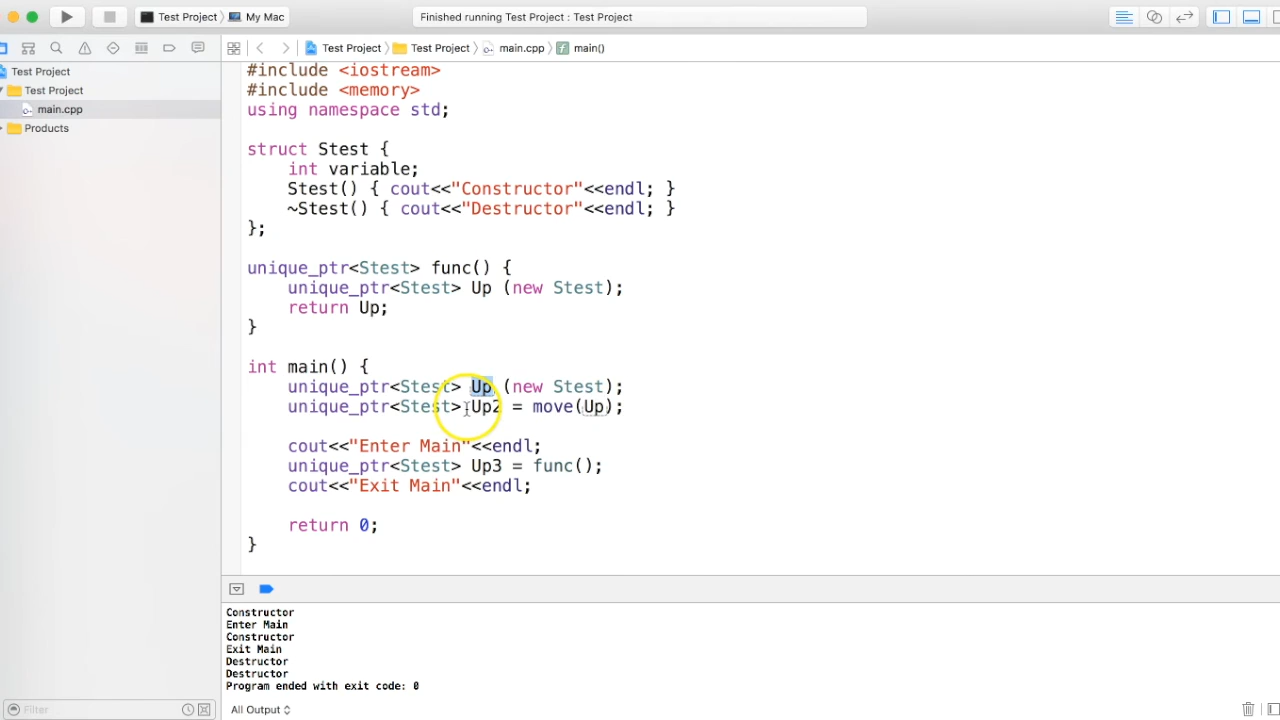 Test Project My Mac Finished running Test Project : Test Project
Test Project Test Project main.cpp main()
Test Project
Test Project
main.cpp
Products
#include <iostream>
#include <memory>
using namespace std;
struct Stest {
int variable;
Stest() { cout<<"Constructor"<<endl; }
~Stest() { cout<<"Destructor"<<endl; }
};
unique_ptr<Stest> func() {
unique_ptr<Stest> Up (new Stest);
return Up;
}
int main() {
unique_ptr<Stest> Up (new Stest);
unique_ptr<Stest> Up2 = move(Up);
cout<<"Enter Main"<<endl;
unique_ptr<Stest> Up3 = func();
cout<<"Exit Main"<<endl;
return 0;
}
Constructor
Enter Main
Constructor
Exit Main
Destructor
Destructor
Program ended with exit code: 0
Filter All Output